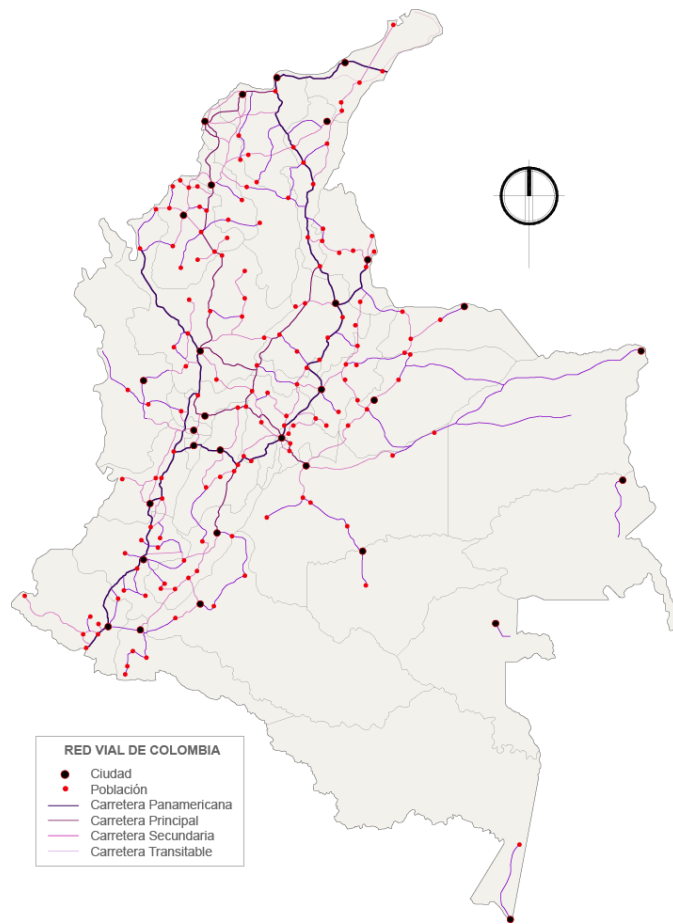 RED VIAL DE COLOMBIA
Ciudad
Población
Carretera Panamericana
Carretera Principal
Carretera Secundaria
Carretera Transitable